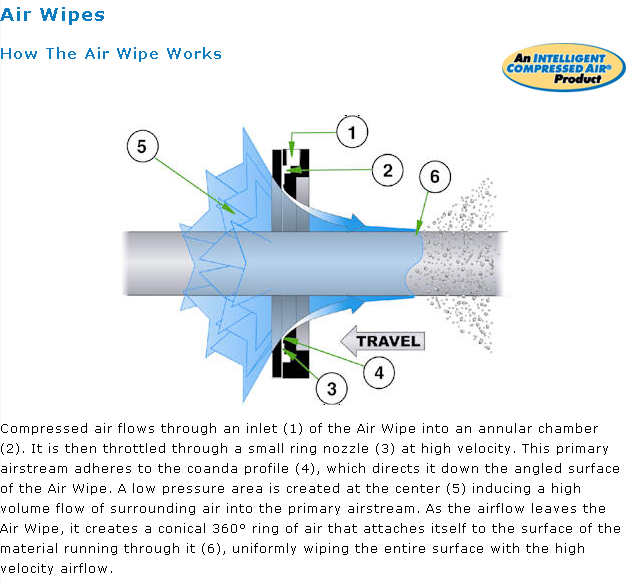 Air Wipes
How The Air Wipe Works
An INTELLIGENT
COMPRESSED AIR®
Product
1
5
2
6
TRAVEL
4
3
Compressed air flows through an inlet (1) of the Air Wipe into an annular chamber
(2). It is then throttled through a small ring nozzle (3) at high velocity. This primary
airstream adheres to the coanda profile (4), which directs it down the angled surface
of the Air Wipe. A low pressure area is created at the center (5) inducing a high
volume flow of surrounding air into the primary airstream. As the airflow leaves the
Air Wipe, it creates a conical 360º ring of air that attaches itself to the surface of the
material running through it (6), uniformly wiping the entire surface with the high
velocity airflow.